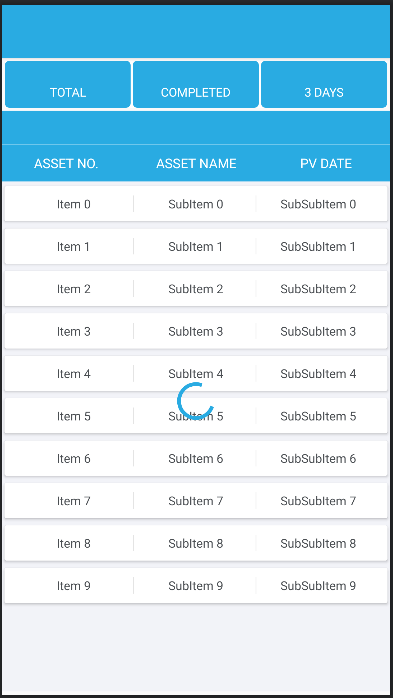 TOTAL COMPLETED 3 DAYS
ASSET NO. ASSET NAME PV DATE
Item 0 SubItem 0 SubSubItem 0
Item 1 SubItem 1 SubSubItem 1
Item 2 SubItem 2 SubSubItem 2
Item 3 SubItem 3 SubSubItem 3
Item 4 SubItem 4 SubSubItem 4
Item 5 SubItem 5 SubSubItem 5
Item 6 SubItem 6 SubSubItem 6
Item 7 SubItem 7 SubSubItem 7
Item 8 SubItem 8 SubSubItem 8
Item 9 SubItem 9 SubSubItem 9